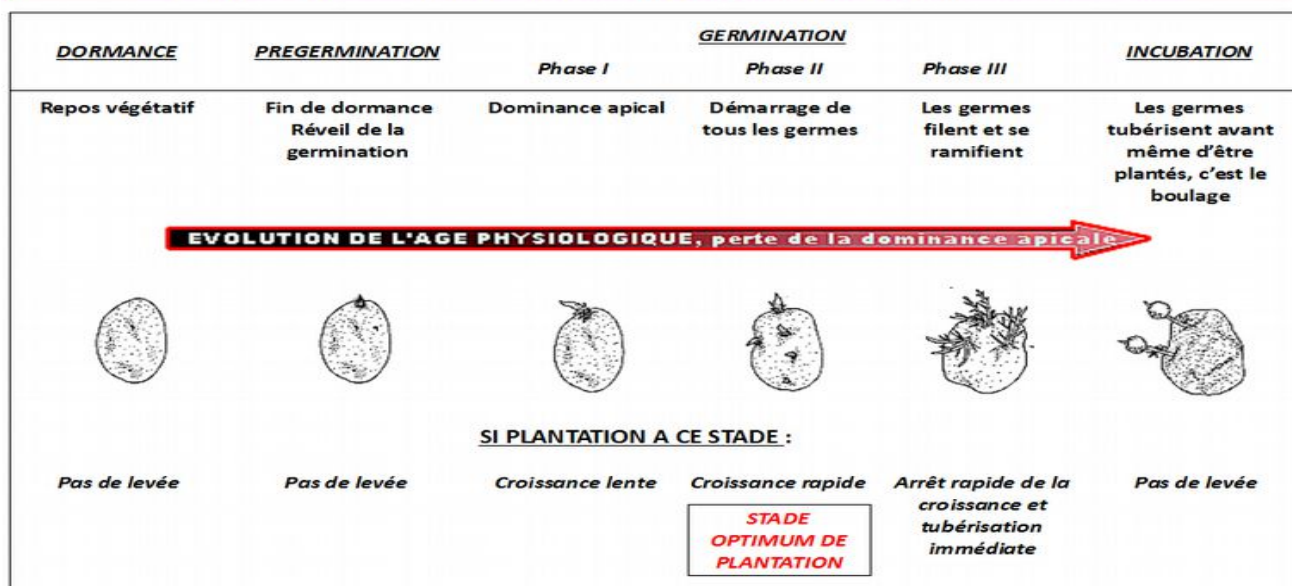 DORMANCE
PREGERMINATION
GERMINATION
Phase I
Phase II
Phase III
INCUBATION
Repos végétatif
Fin de dormance
Réveil de la
germination
Dominance apical
Démarrage de
tous les germes
Les germes
filent et se
ramifient
Les germes
tubérisent avant
même d'être
plantés, c'est le
boulage
EVOLUTION DE L'AGE PHYSIOLOGIQUE, perte de la dominance apicale
SI PLANTATION A CE STADE :
Pas de levée
Pas de levée
Croissance lente
Croissance rapide
STADE
OPTIMUM DE
PLANTATION
Arrêt rapide de la
croissance et
tubérisation
immédiate
Pas de levée